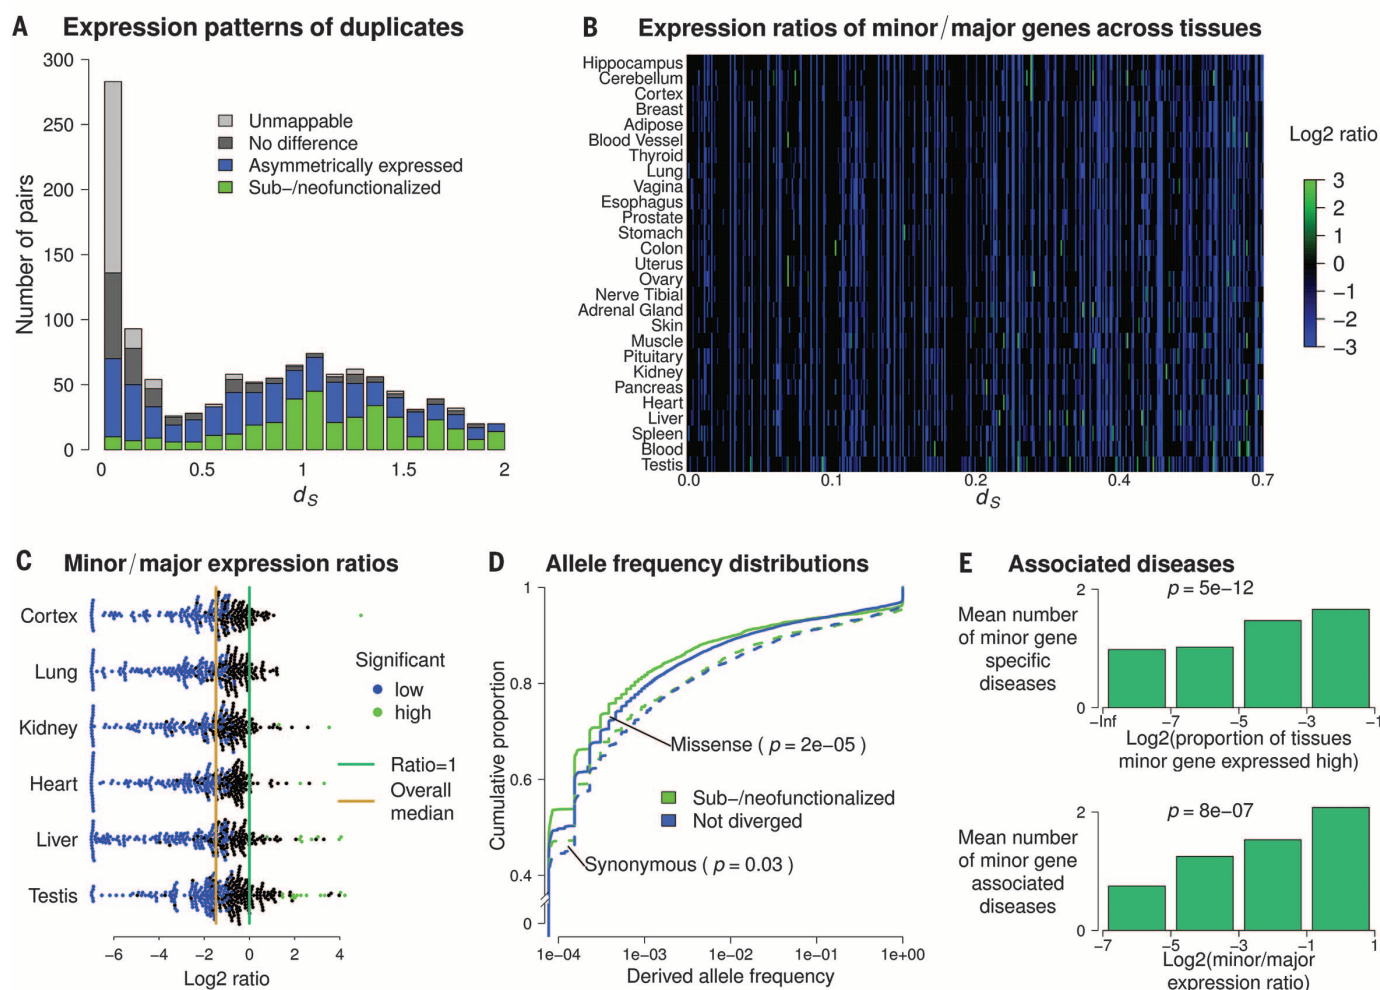 A Expression patterns of duplicates
300
250
200
150
100
50
0
Number of pairs
Unmappable
No difference
Asymmetrically expressed
Sub−/neofunctionalized
0 0.5 1 1.5 2
dS
B Expression ratios of minor/major genes across tissues
Hippocampus
Cerebellum
Cortex
Breast
Adipose
Blood Vessel
Thyroid
Lung
Vagina
Esophagus
Prostate
Stomach
Colon
Uterus
Ovary
Nerve Tibial
Adrenal Gland
Skin
Muscle
Pituitary
Kidney
Pancreas
Heart
Liver
Spleen
Blood
Testis
0.0 0.1 0.2 0.4 0.7
dS
Log2 ratio
3
2
1
0
−1
−2
−3
C Minor/major expression ratios
Cortex
Lung
Kidney
Heart
Liver
Testis
Significant
low
high
Ratio=1
Overall
median
−6 −4 −2 0 2 4
Log2 ratio
D Allele frequency distributions
1
0.8
0.6
0.4
0
Cumulative proportion
Missense ( p = 2e−05 )
Sub−/neofunctionalized
Not diverged
Synonymous ( p = 0.03 )
1e−04 1e−03 1e−02 1e−01 1e+00
Derived allele frequency
E Associated diseases
p = 5e−12
2
0
Mean number
of minor gene
specific
diseases
−Inf −7 −5 −3 −1
Log2(proportion of tissues
minor gene expressed high)
p = 8e−07
2
0
Mean number
of minor gene
associated
diseases
−7 −5 −3 −1 1
Log2(minor/major
expression ratio)